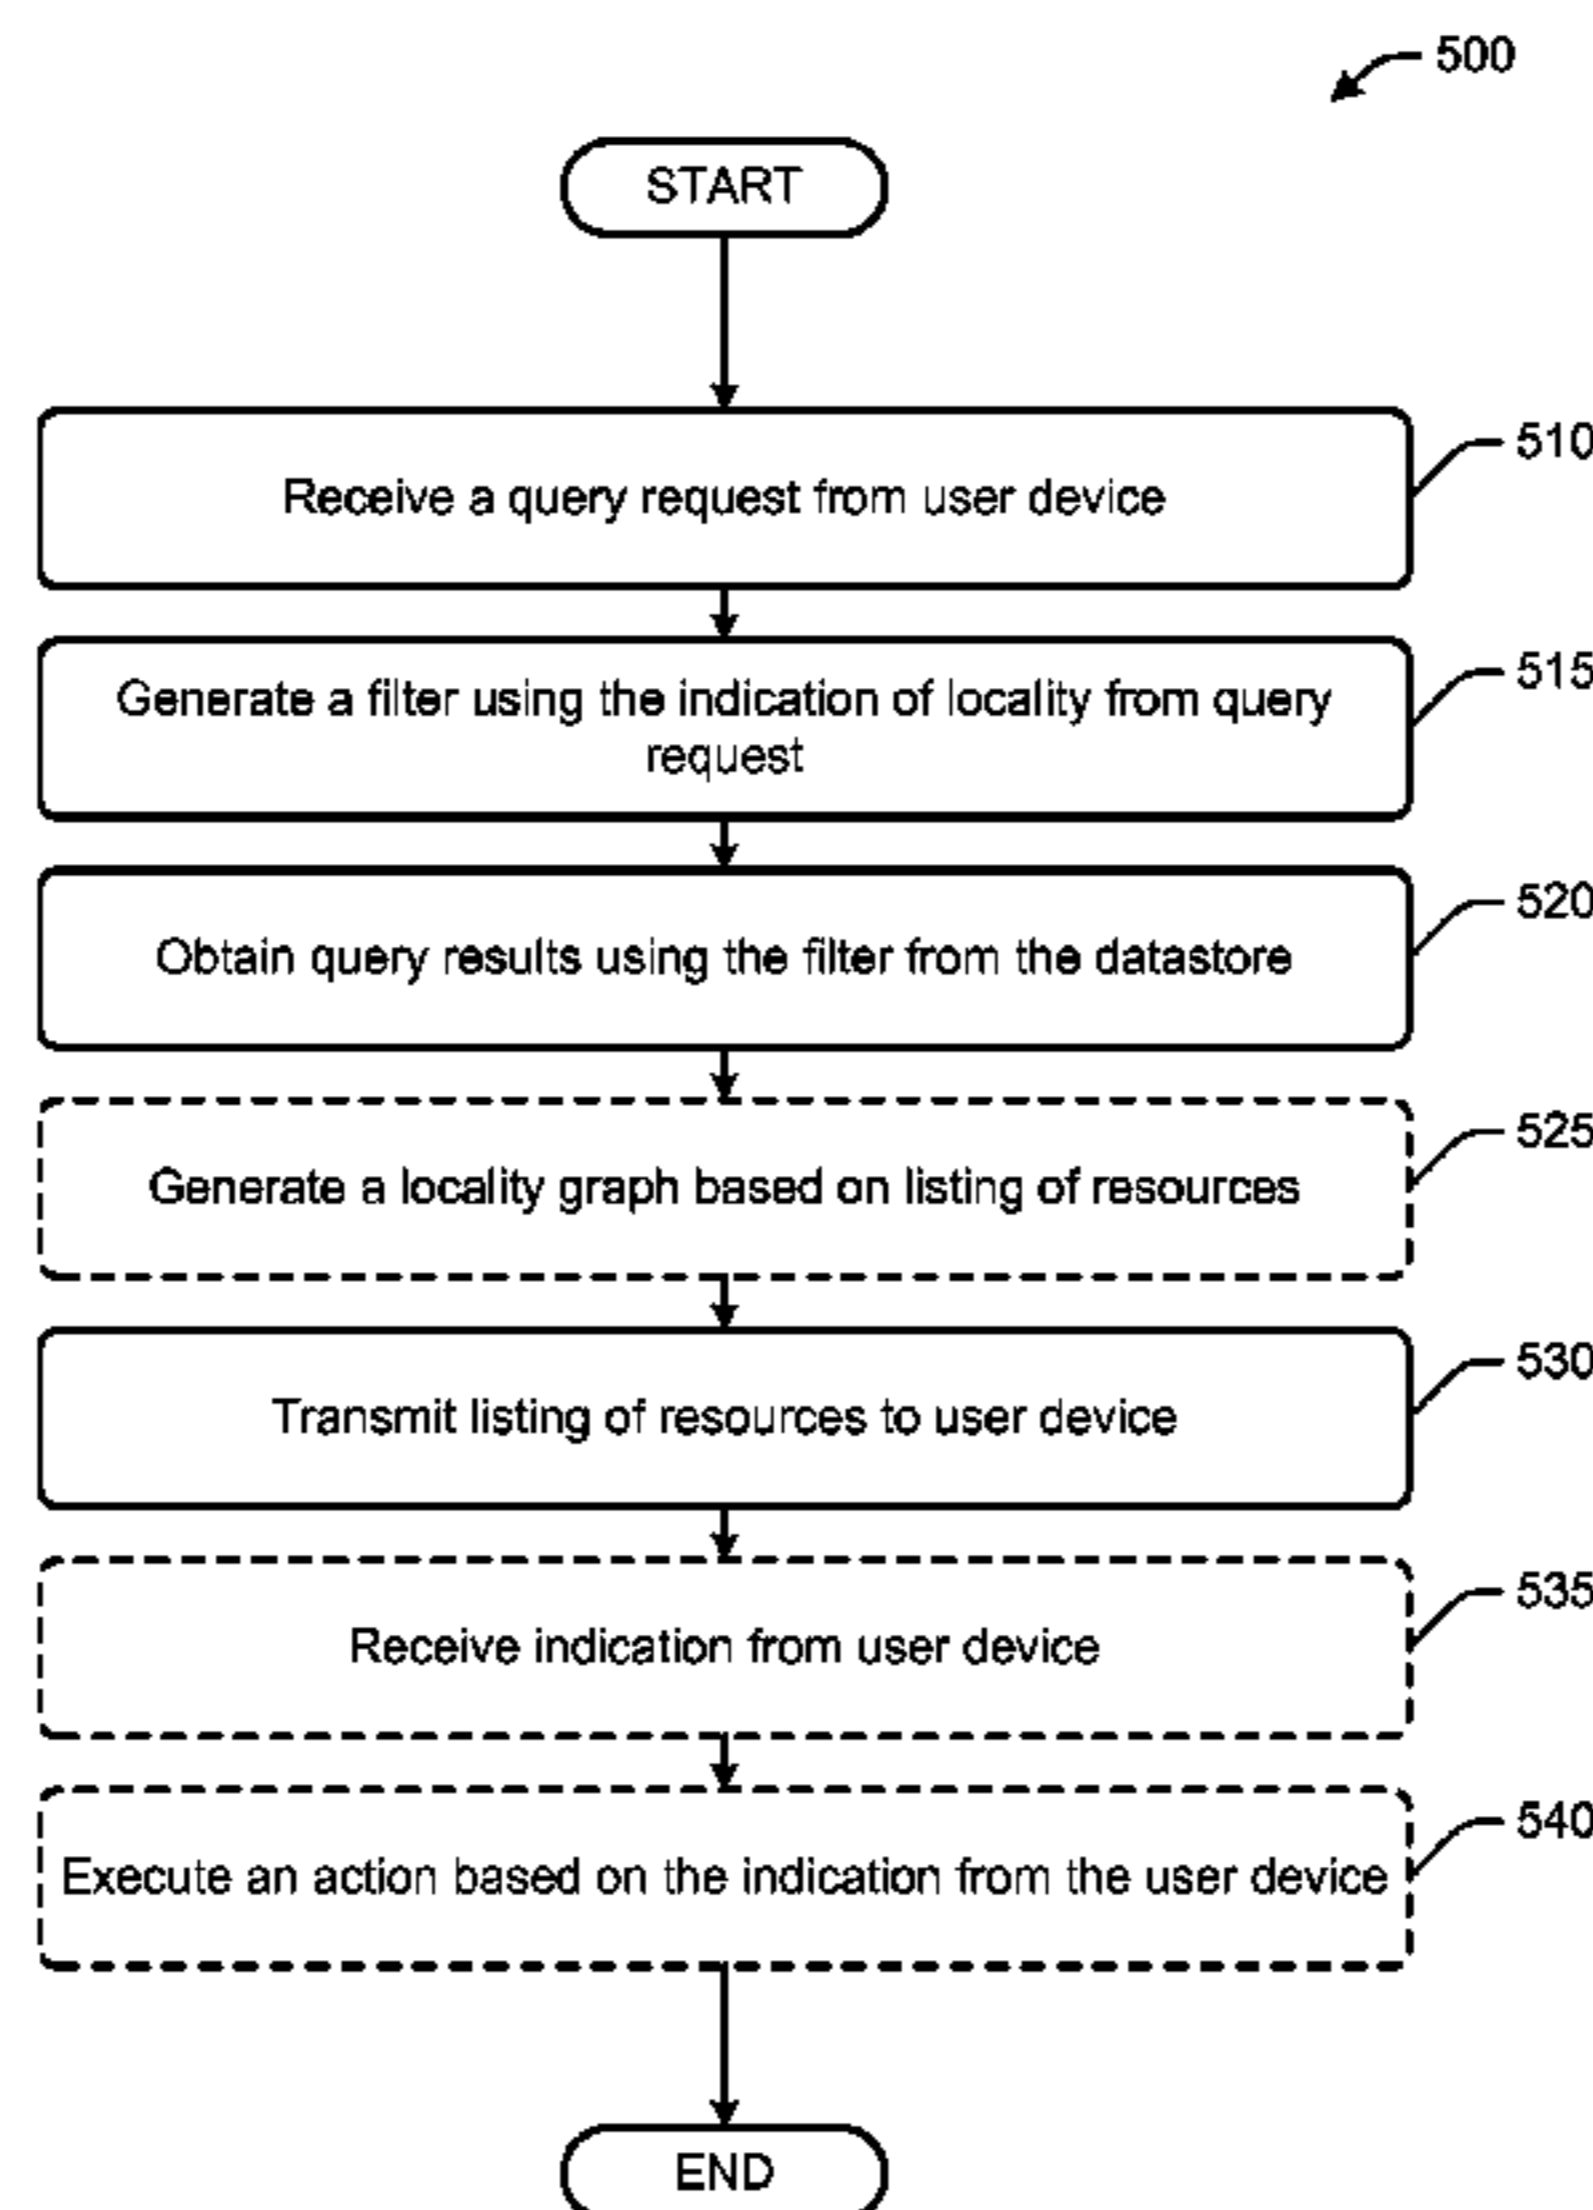 500
START
Receive a query request from user device
510
Generate a filter using the indication of locality from query
request
515
Obtain query results using the filter from the datastore
520
Generate a locality graph based on listing of resources
525
Transmit listing of resources to user device
530
Receive indication from user device
535
Execute an action based on the indication from the user device
540
END